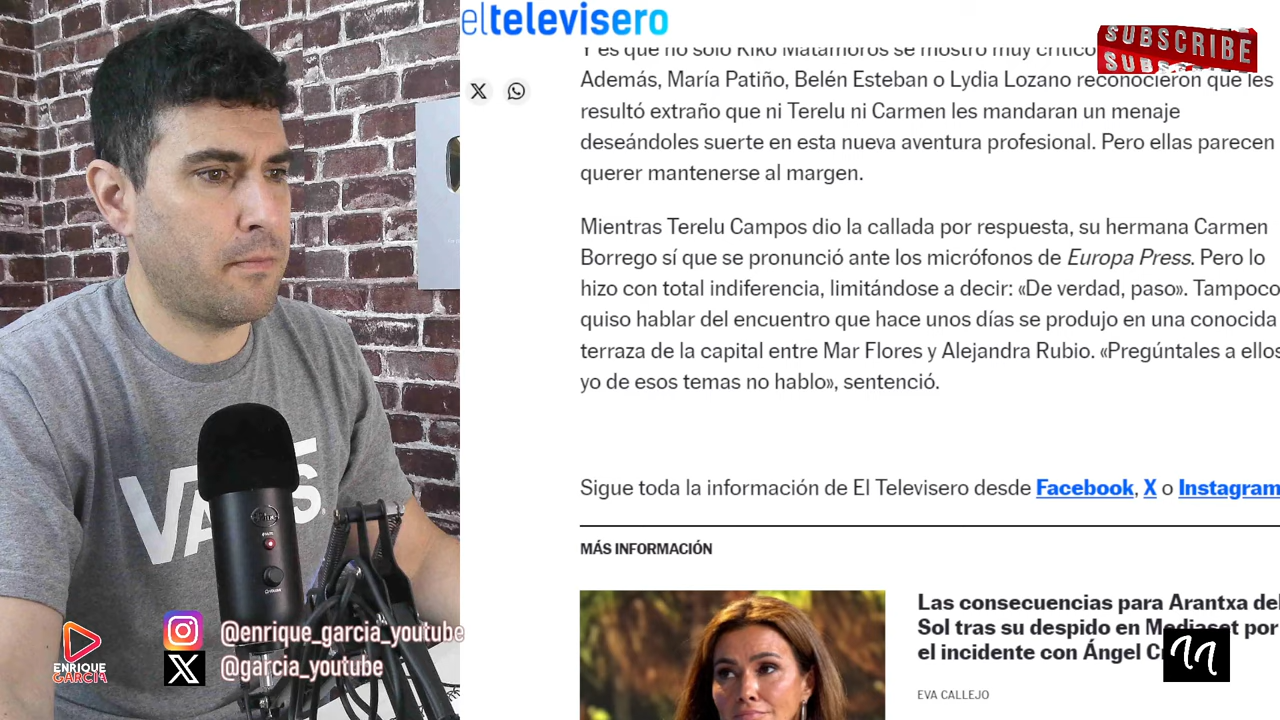 eltelevisero
SUBSCRIBE
Y es que no solo Kiko Matamoros se mostró muy crítico
Además, María Patiño, Belén Esteban o Lydia Lozano reconocieron que les
resultó extraño que ni Terelu ni Carmen les mandaran un menaje
deseándoles suerte en esta nueva aventura profesional. Pero ellas parecen
querer mantenerse al margen.
Mientras Terelu Campos dio la callada por respuesta, su hermana Carmen
Borrego sí que se pronunció ante los micrófonos de Europa Press. Pero lo
hizo con total indiferencia, limitándose a decir: «De verdad, paso». Tampoco
quiso hablar del encuentro que hace unos días se produjo en una conocida
terraza de la capital entre Mar Flores y Alejandra Rubio. «Pregúntales a ellos
yo de esos temas no hablo», sentenció.
Sigue toda la información de El Televisero desde Facebook, X o Instagram
MÁS INFORMACIÓN
Las consecuencias para Arantxa del
Sol tras su despido en Mediaset por
el incidente con Ángel
EVA CALLEJO
VANS
ENRIQUE
GARCIA
@enrique_garcia_youtube
@garcia_youtube